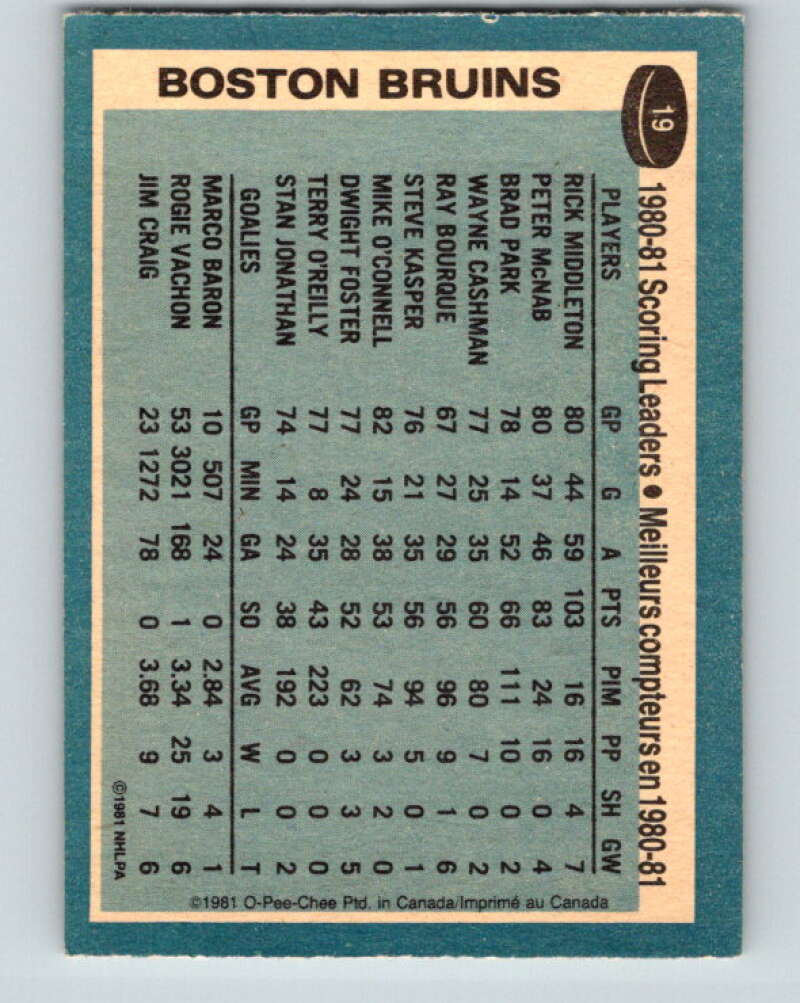 BOSTON BRUINS
19
1980-81 Scoring Leaders • Meilleurs compteurs en 1980-81
PLAYERS GP G A PTS PIM PP SH GW
RICK MIDDLETON 80 44 59 103 16 16 4 7
PETER McNAB 80 37 46 83 24 16 0 4
BRAD PARK 78 14 52 66 111 10 0 2
WAYNE CASHMAN 77 25 35 60 80 7 0 2
RAY BOURQUE 67 27 29 56 96 9 1 6
STEVE KASPER 76 21 35 56 94 5 0 1
MIKE O'CONNELL 82 15 38 53 74 3 2 0
DWIGHT FOSTER 77 24 28 52 62 3 3 5
TERRY O'REILLY 77 8 35 43 223 0 0 0
STAN JONATHAN 74 14 24 38 192 0 0 2
GOALIES GP MIN GA SO AVG W L T
MARCO BARON 10 507 24 0 2.84 3 4 1
ROGIE VACHON 53 3021 168 1 3.34 25 19 6
JIM CRAIG 23 1272 78 0 3.68 9 7 6
©1981 NHLPA
©1981 O-Pee-Chee Ptd. in Canada/Imprimé au Canada